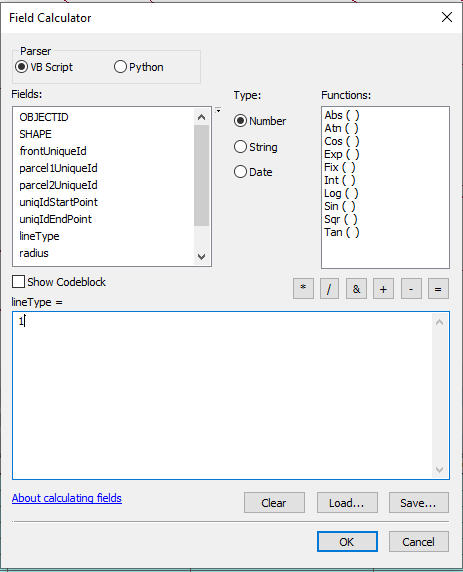 Field Calculator
Parser
VB Script Python
Fields: Type: Functions:
OBJECTID
SHAPE
frontUniqueId
parcel1UniqueId
parcel2UniqueId
uniqIdStartPoint
uniqIdEndPoint
lineType
radius
Number
String
Date
Abs ( )
Atn ( )
Cos ( )
Exp ( )
Fix ( )
Int ( )
Log ( )
Sin ( )
Sqr ( )
Tan ( )
Show Codeblock
* / & + - =
lineType =
1
About calculating fields Clear Load... Save...
OK Cancel